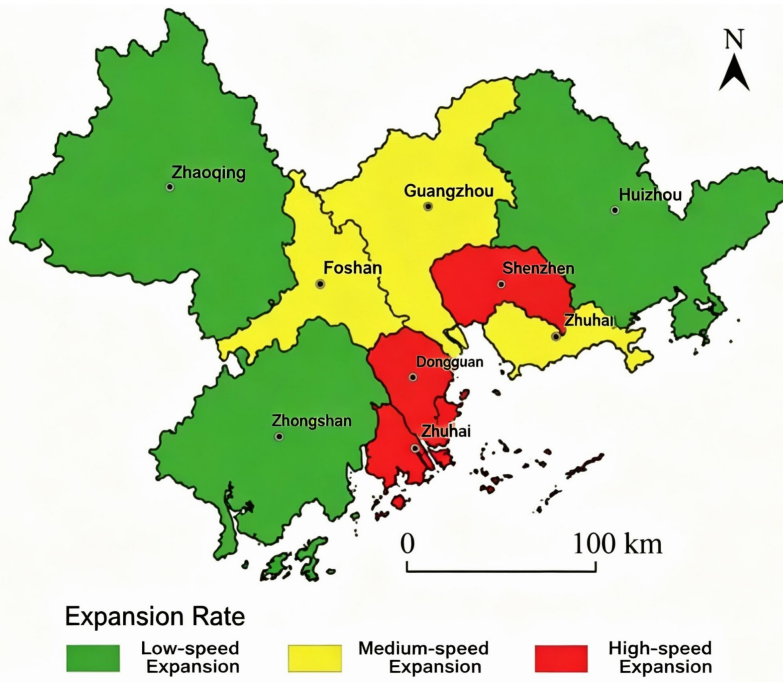 N
Zhaoqing
Guangzhou
Huizhou
Foshan
Shenzhen
Zhuhai
Dongguan
Zhongshan
Zhuhai
0 100 km
Expansion Rate
Low-speed Expansion
Medium-speed Expansion
High-speed Expansion